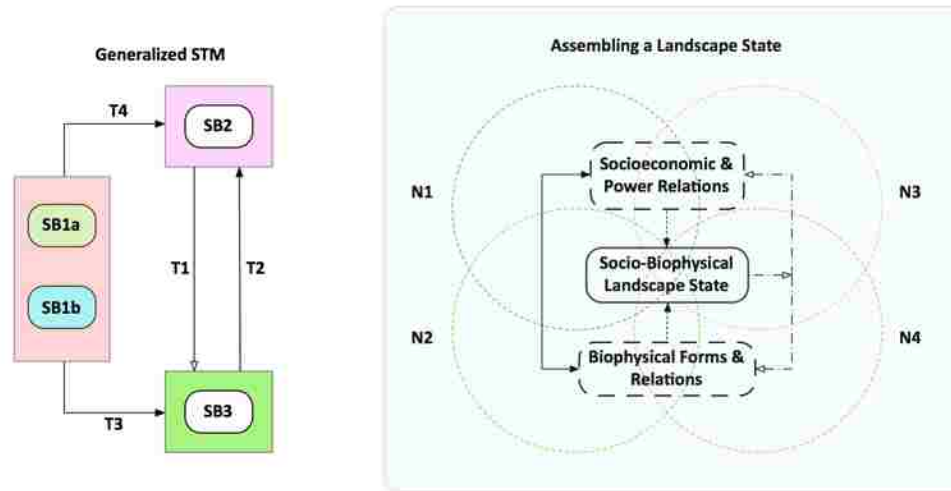 Generalized STM
T4
SB2
SB1a
SB1b
T1
T2
SB3
T3
Assembling a Landscape State
N1
N3
Socioeconomic &
Power Relations
Socio-Biophysical
Landscape State
N2
N4
Biophysical Forms &
Relations